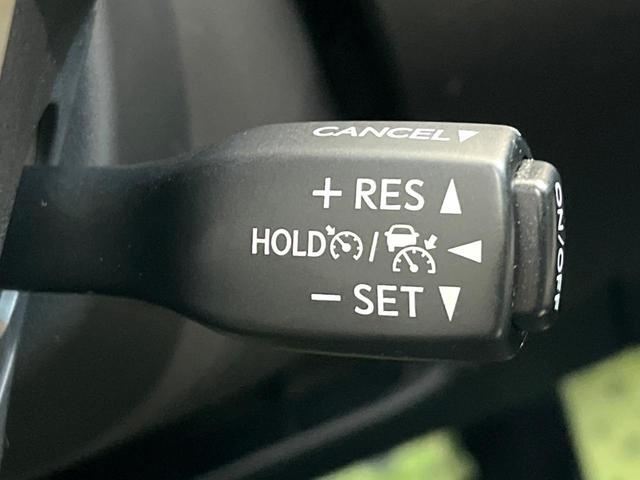 CANCEL▼
+ RES ▲
HOLD / ◀
− SET ▼
ON/OFF